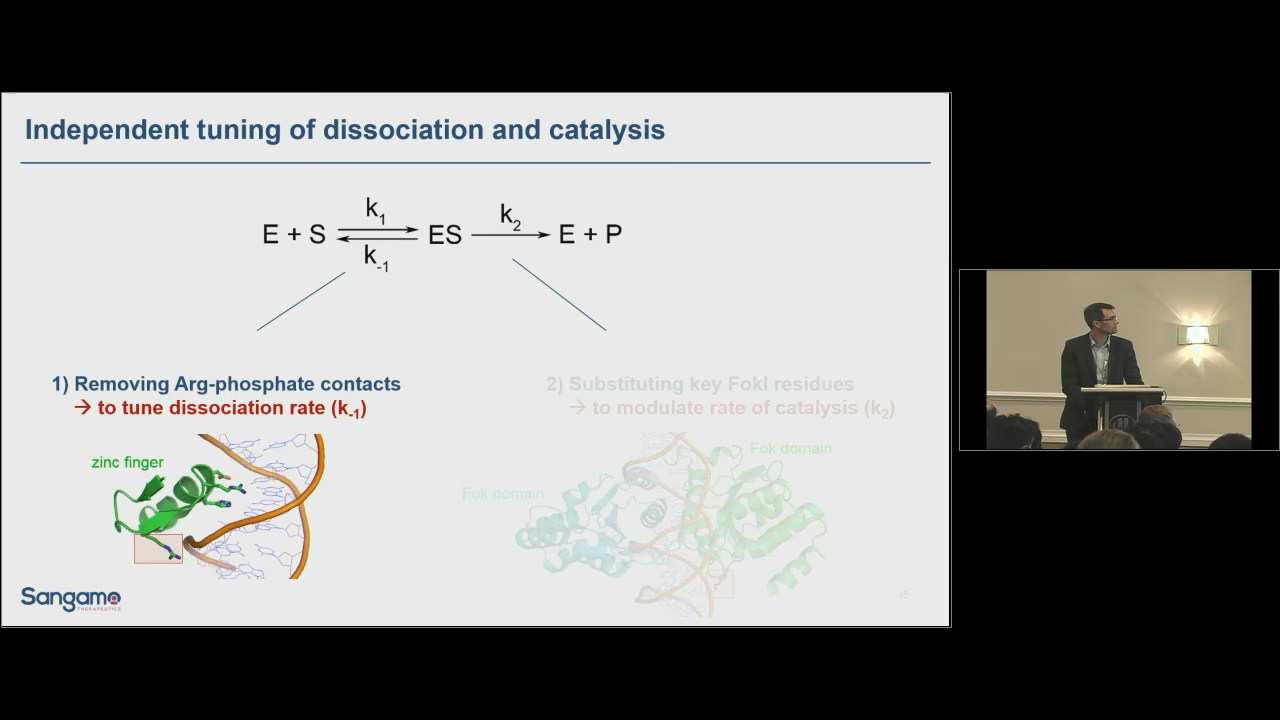 Independent tuning of dissociation and catalysis
k1
E + S ES k2 E + P
k-1
1) Removing Arg-phosphate contacts
→ to tune dissociation rate (k-1)
2) Substituting key FokI residues
→ to modulate rate of catalysis (k2)
zinc finger
Fok domain
Fok domain
Sangamo
THERAPEUTICS
45